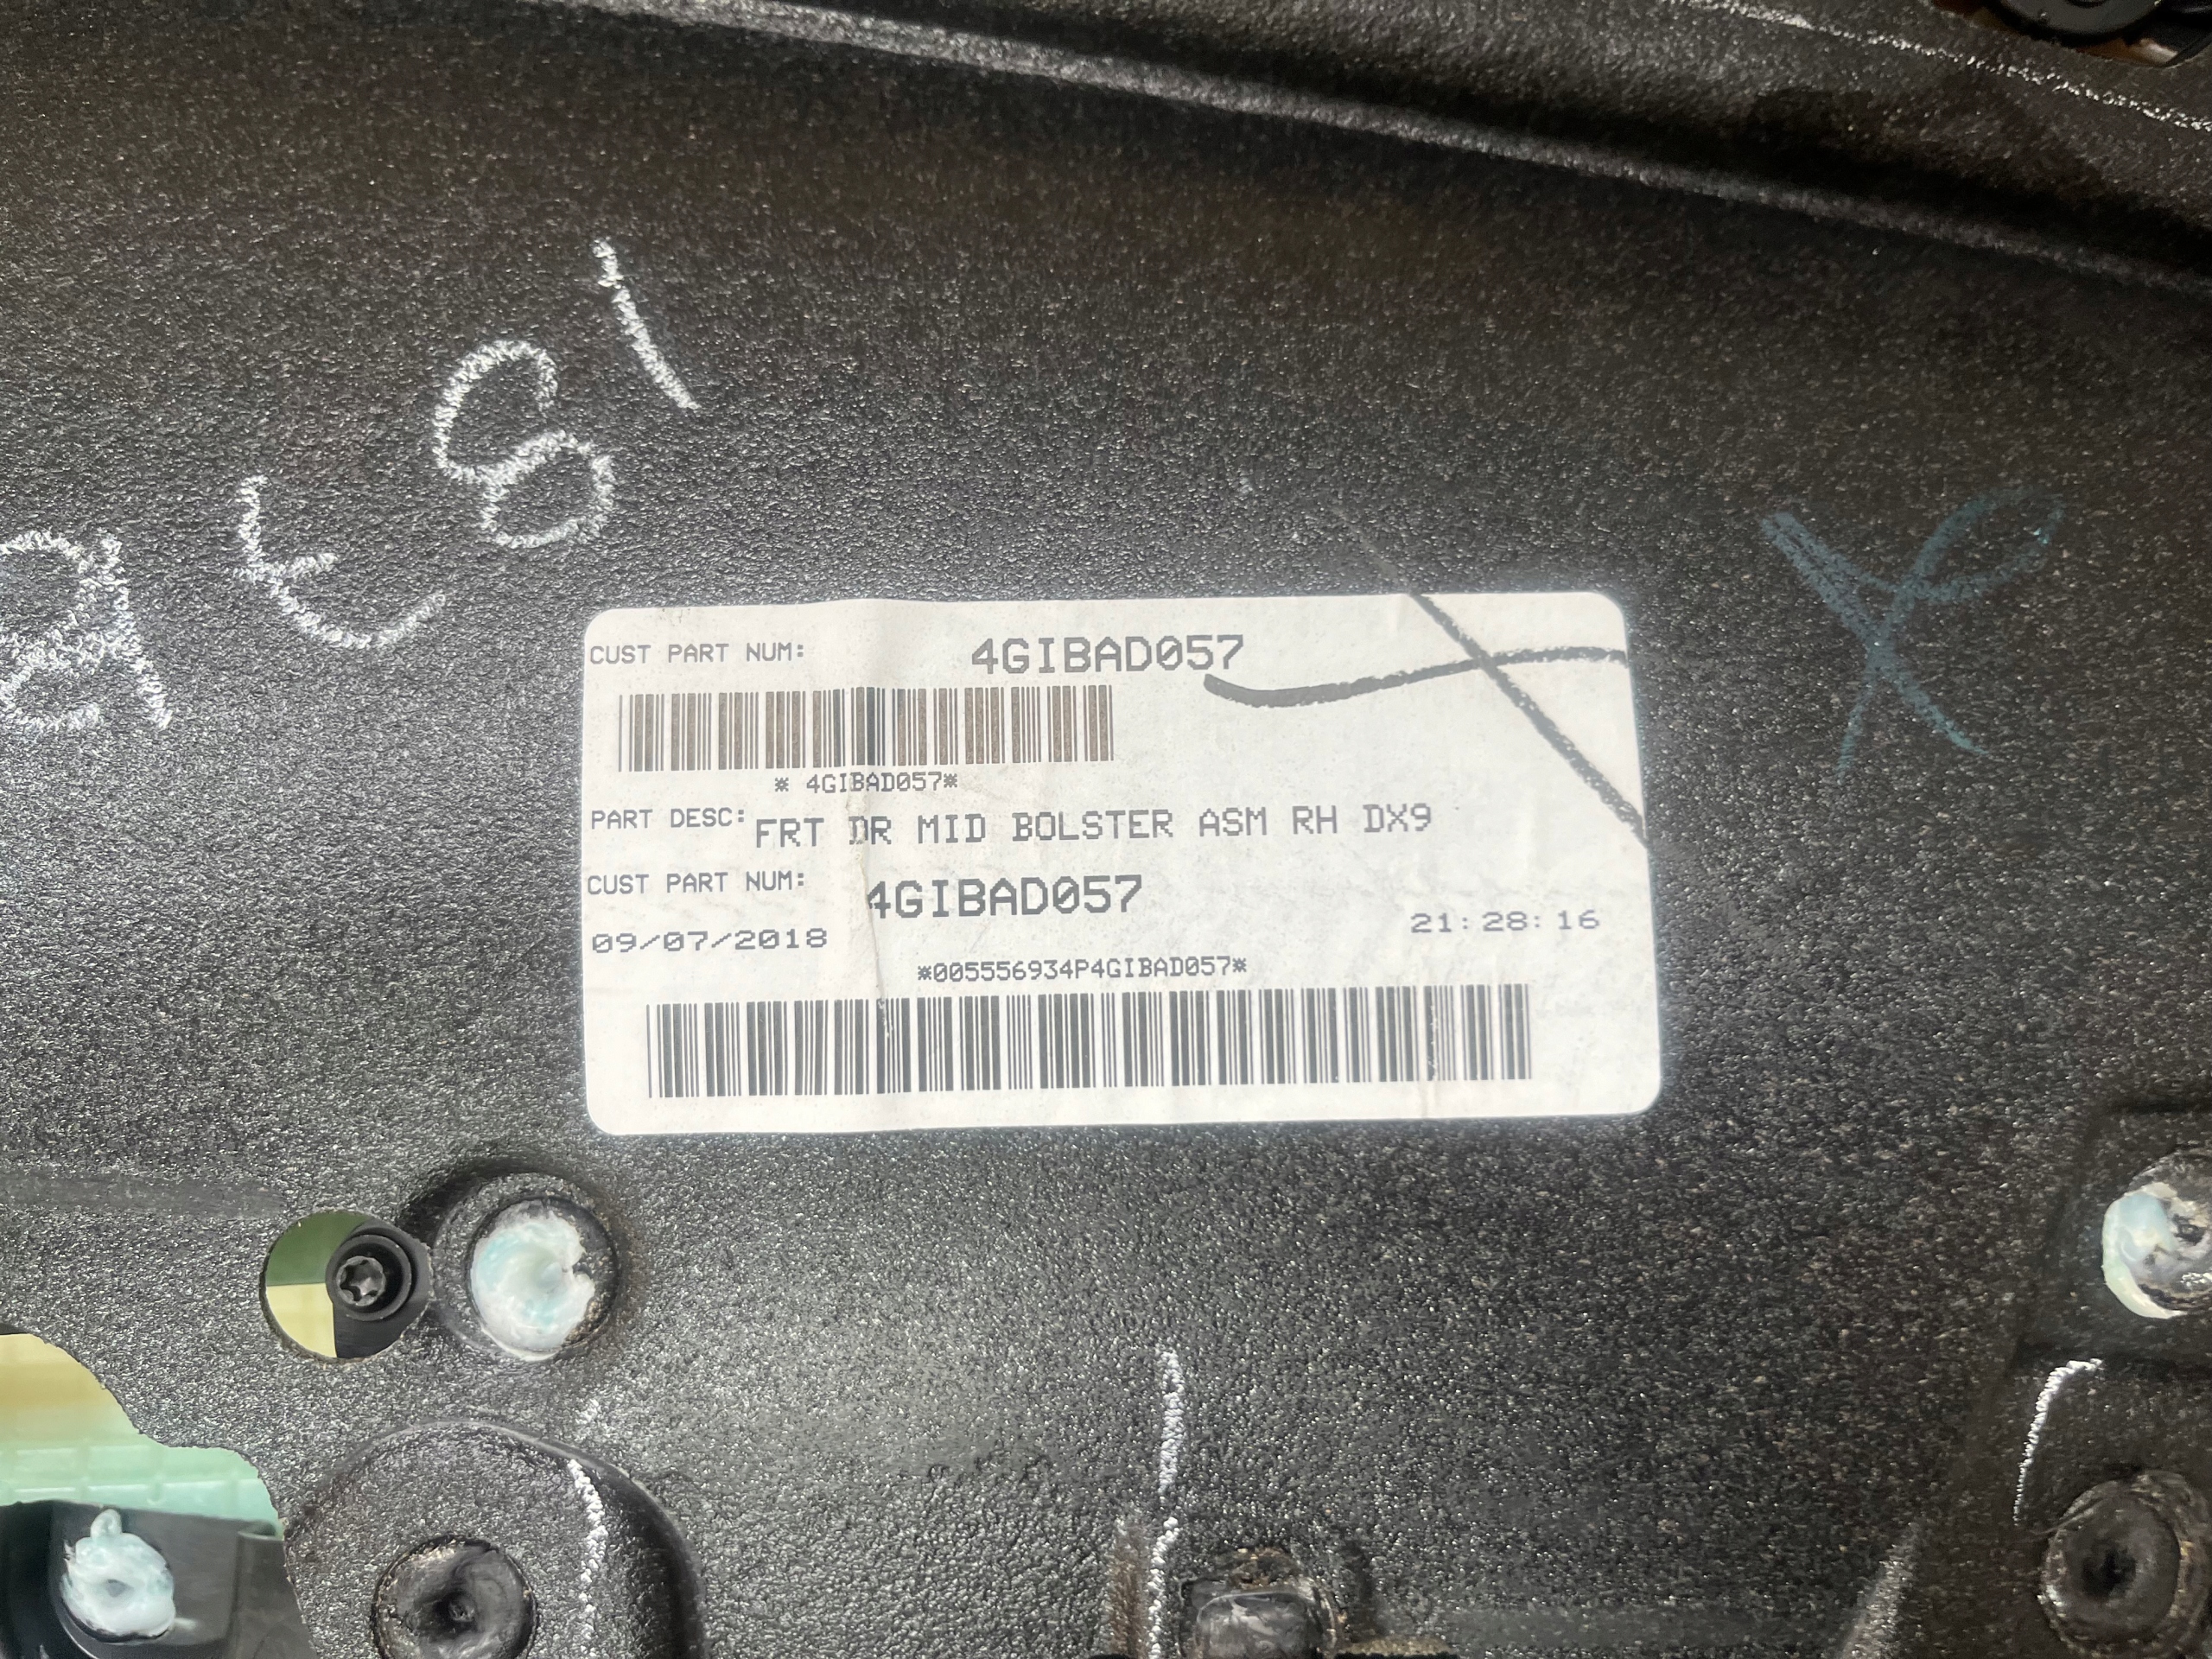 CUST PART NUM: 4GIBAD057
* 4GIBAD057*
PART DESC: FRT DR MID BOLSTER ASM RH DX9
CUST PART NUM: 4GIBAD057
09/07/2018 21:28:16
*005556934P4GIBAD057*